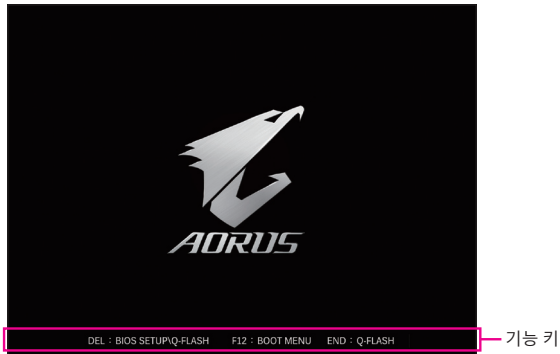 AORUS
DEL : BIOS SETUP\Q-FLASH F12 : BOOT MENU END : Q-FLASH
기능 키